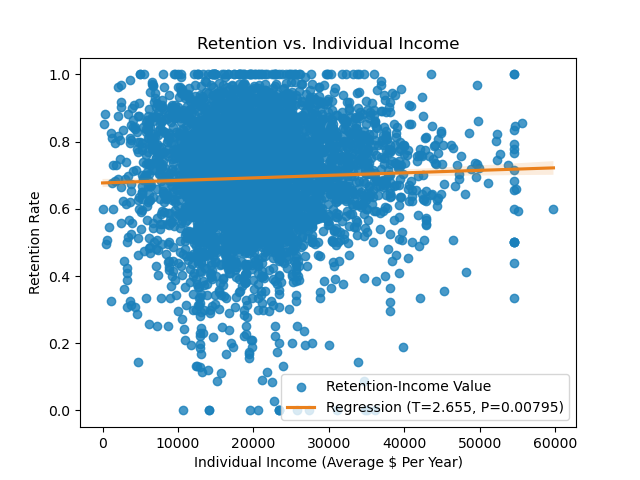 Retention vs. Individual Income
1.0
0.8
0.6
0.4
0.2
0.0
Retention Rate
Retention-Income Value
Regression (T=2.655, P=0.00795)
0 10000 20000 30000 40000 50000 60000
Individual Income (Average $ Per Year)